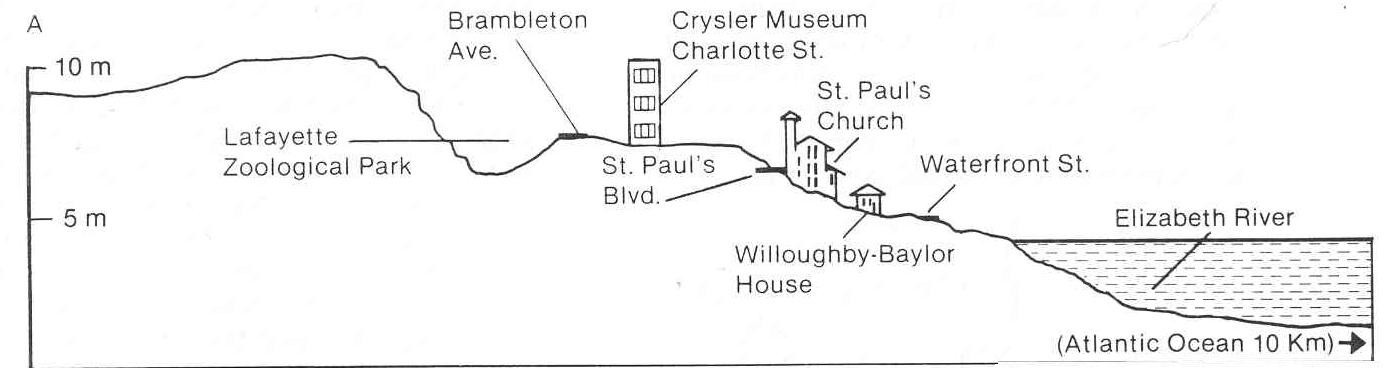 A
Brambleton
Ave.
Crysler Museum
Charlotte St.
10 m
St. Paul's
Church
Lafayette
Zoological Park
St. Paul's
Blvd.
Waterfront St.
5 m
Elizabeth River
Willoughby-Baylor
House
(Atlantic Ocean 10 Km)